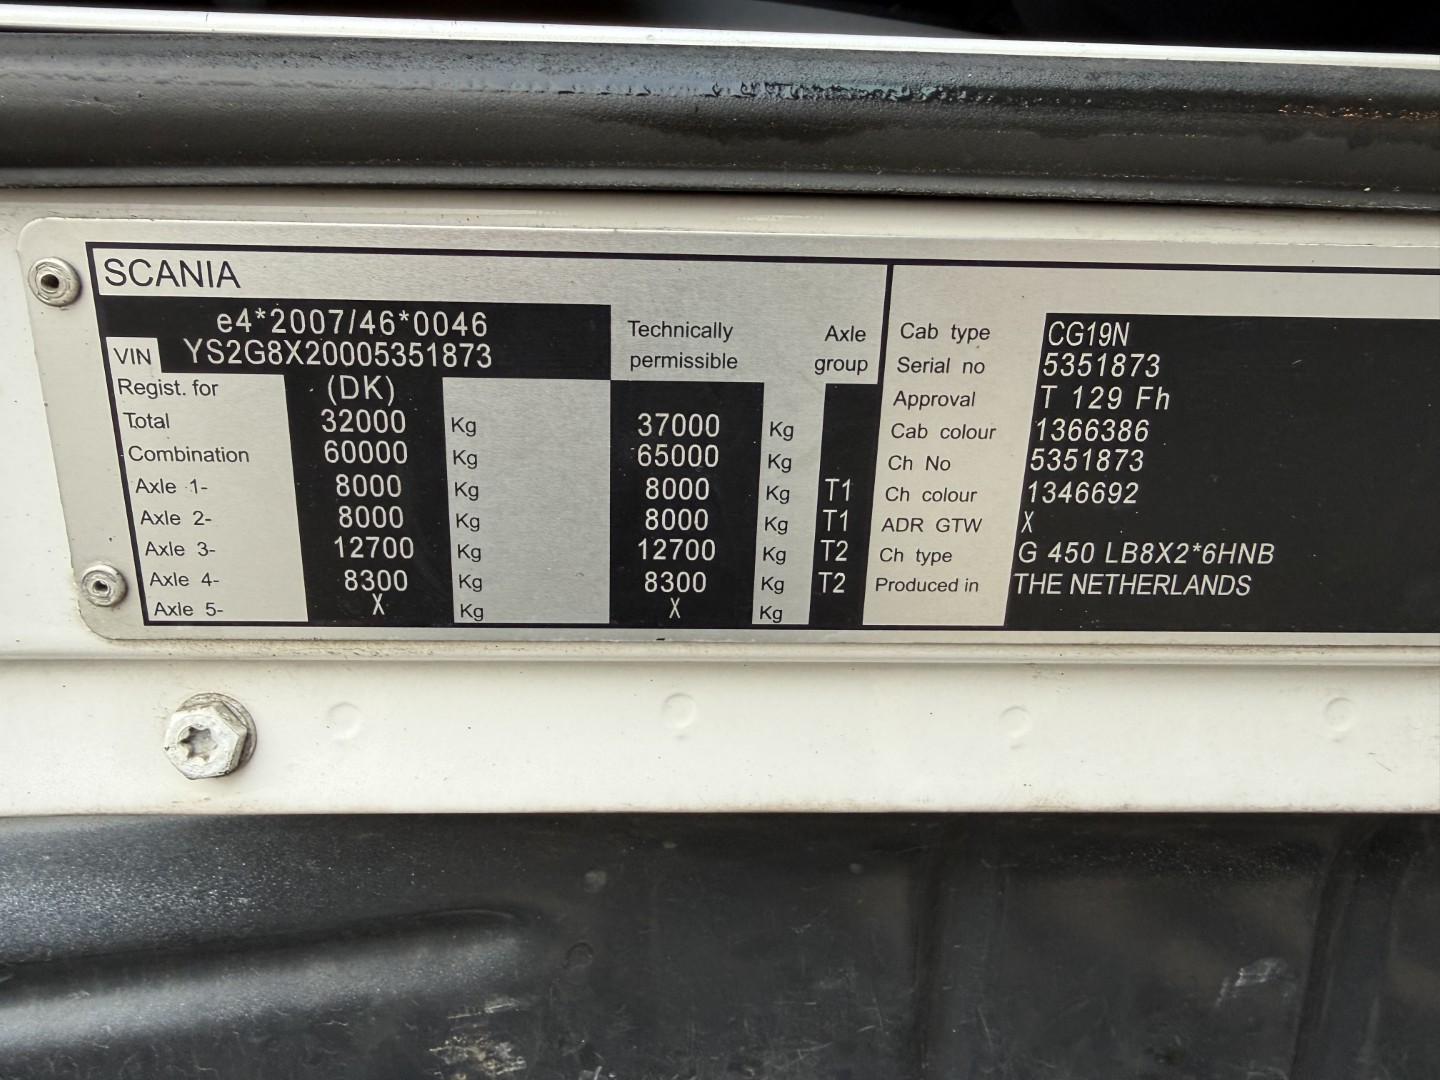 SCANIA
e4*2007/46*0046
VIN YS2G8X20005351873
Technically permissible
Axle group
Regist. for (DK)
Total 32000 Kg 37000 Kg
Combination 60000 Kg 65000 Kg
Axle 1- 8000 Kg 8000 Kg T1
Axle 2- 8000 Kg 8000 Kg T1
Axle 3- 12700 Kg 12700 Kg T2
Axle 4- 8300 Kg 8300 Kg T2
Axle 5- X Kg X Kg
Cab type CG19N
Serial no 5351873
Approval T 129 Fh
Cab colour 1366386
Ch No 5351873
Ch colour 1346692
ADR GTW X
Ch type G 450 LB8X2*6HNB
Produced in THE NETHERLANDS